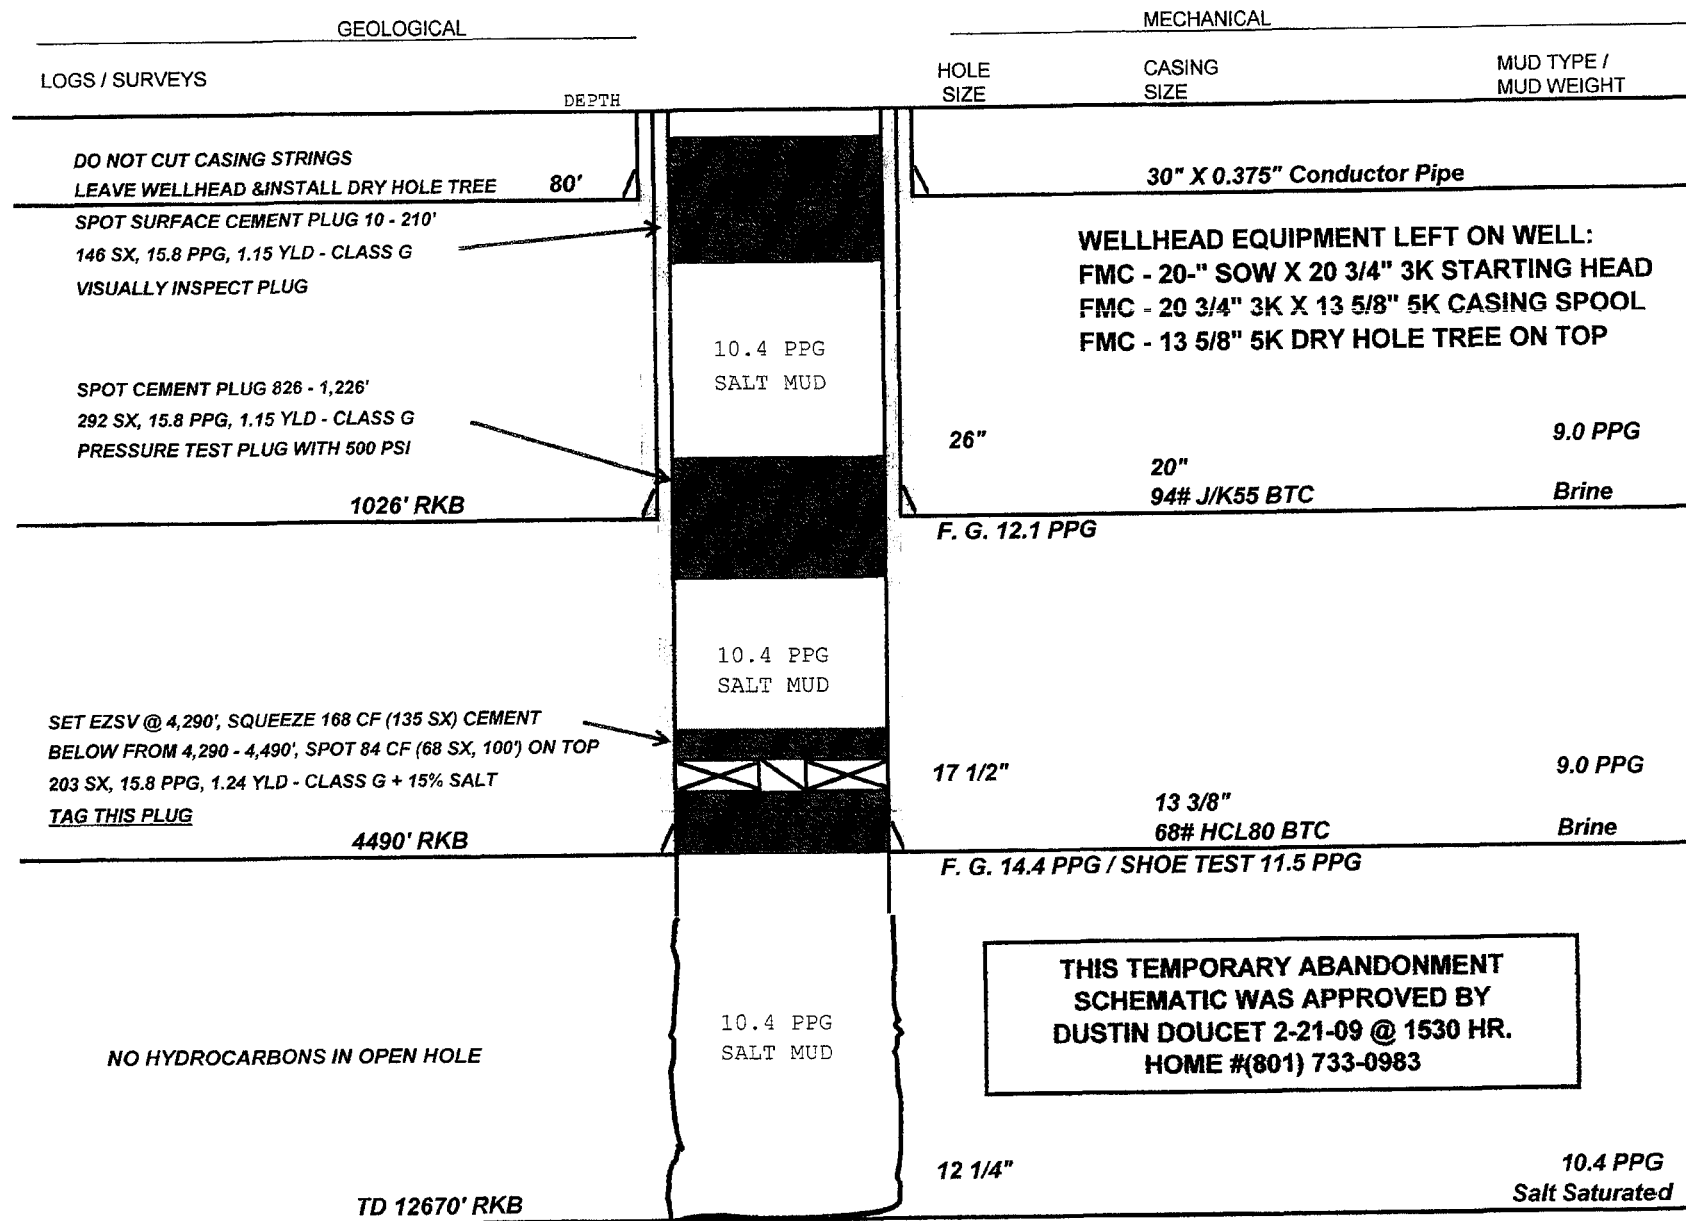 GEOLOGICAL
MECHANICAL
LOGS / SURVEYS
DEPTH
HOLE
SIZE
CASING
SIZE
MUD TYPE /
MUD WEIGHT
DO NOT CUT CASING STRINGS
LEAVE WELLHEAD &INSTALL DRY HOLE TREE
80'
30" X 0.375" Conductor Pipe
SPOT SURFACE CEMENT PLUG 10 - 210'
146 SX, 15.8 PPG, 1.15 YLD - CLASS G
VISUALLY INSPECT PLUG
WELLHEAD EQUIPMENT LEFT ON WELL:
FMC - 20-" SOW X 20 3/4" 3K STARTING HEAD
FMC - 20 3/4" 3K X 13 5/8" 5K CASING SPOOL
FMC - 13 5/8" 5K DRY HOLE TREE ON TOP
10.4 PPG
SALT MUD
SPOT CEMENT PLUG 826 - 1,226'
292 SX, 15.8 PPG, 1.15 YLD - CLASS G
PRESSURE TEST PLUG WITH 500 PSI
26"
9.0 PPG
20"
94# J/K55 BTC
Brine
1026' RKB
F. G. 12.1 PPG
10.4 PPG
SALT MUD
SET EZSV @ 4,290', SQUEEZE 168 CF (135 SX) CEMENT
BELOW FROM 4,290 - 4,490', SPOT 84 CF (68 SX, 100') ON TOP
203 SX, 15.8 PPG, 1.24 YLD - CLASS G + 15% SALT
TAG THIS PLUG
17 1/2"
9.0 PPG
13 3/8"
68# HCL80 BTC
Brine
4490' RKB
F. G. 14.4 PPG / SHOE TEST 11.5 PPG
THIS TEMPORARY ABANDONMENT
SCHEMATIC WAS APPROVED BY
DUSTIN DOUCET 2-21-09 @ 1530 HR.
HOME #(801) 733-0983
10.4 PPG
SALT MUD
NO HYDROCARBONS IN OPEN HOLE
12 1/4"
10.4 PPG
Salt Saturated
TD 12670' RKB